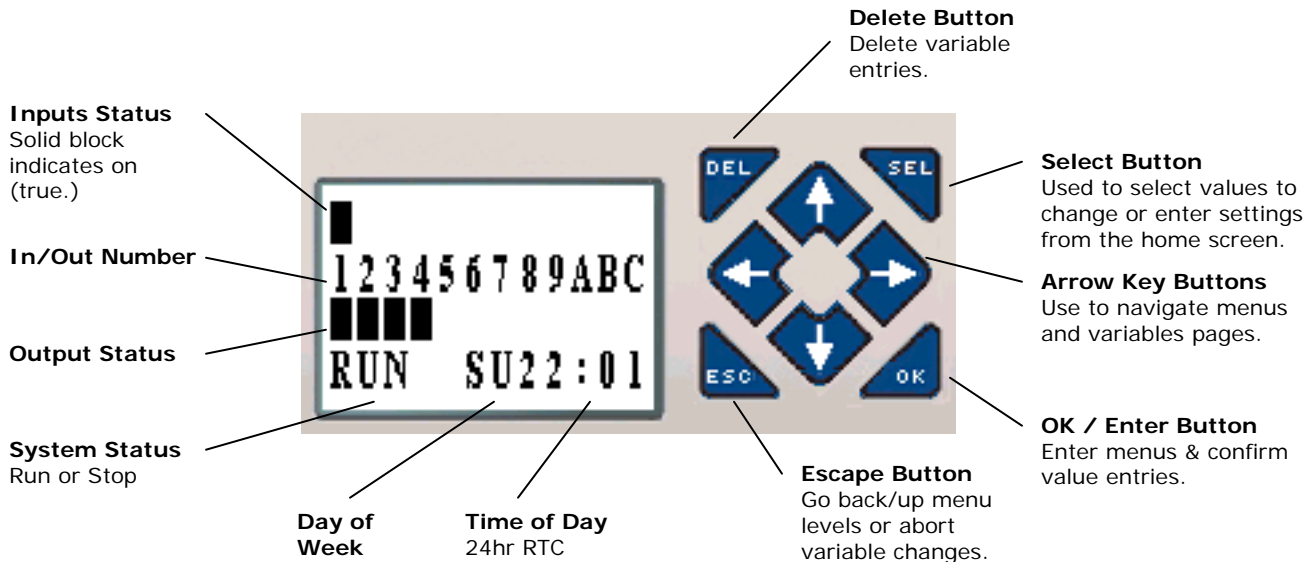 Delete Button
Delete variable
entries.
Inputs Status
Solid block
indicates on
(true.)
In/Out Number
Output Status
System Status
Run or Stop
123456789ABC
RUN SU22:01
DEL
SEL
ESC
OK
Select Button
Used to select values to
change or enter settings
from the home screen.
Arrow Key Buttons
Use to navigate menus
and variables pages.
OK / Enter Button
Enter menus & confirm
value entries.
Escape Button
Go back/up menu
levels or abort
variable changes.
Day of
Week
Time of Day
24hr RTC